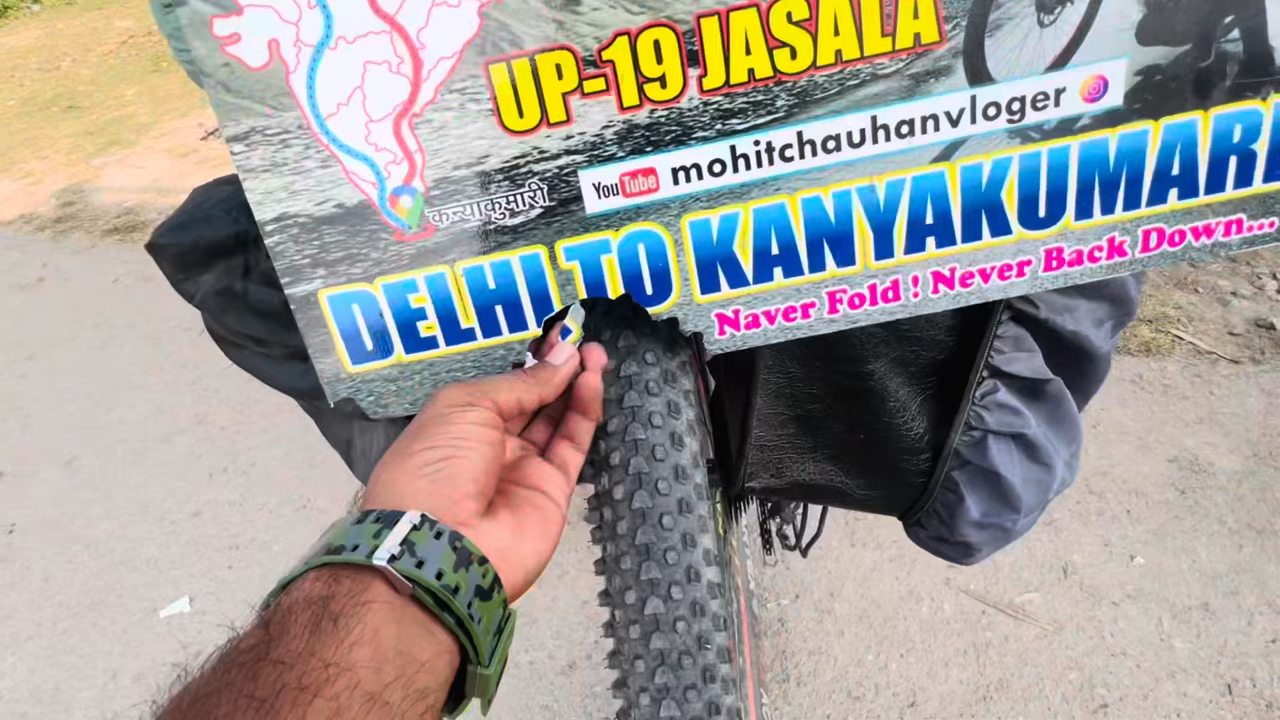 UP-19 JASALA
YouTube mohitchauhanvloger
कन्याकुमारी
DELHI TO KANYAKUMARI
Naver Fold ! Never Back Down...